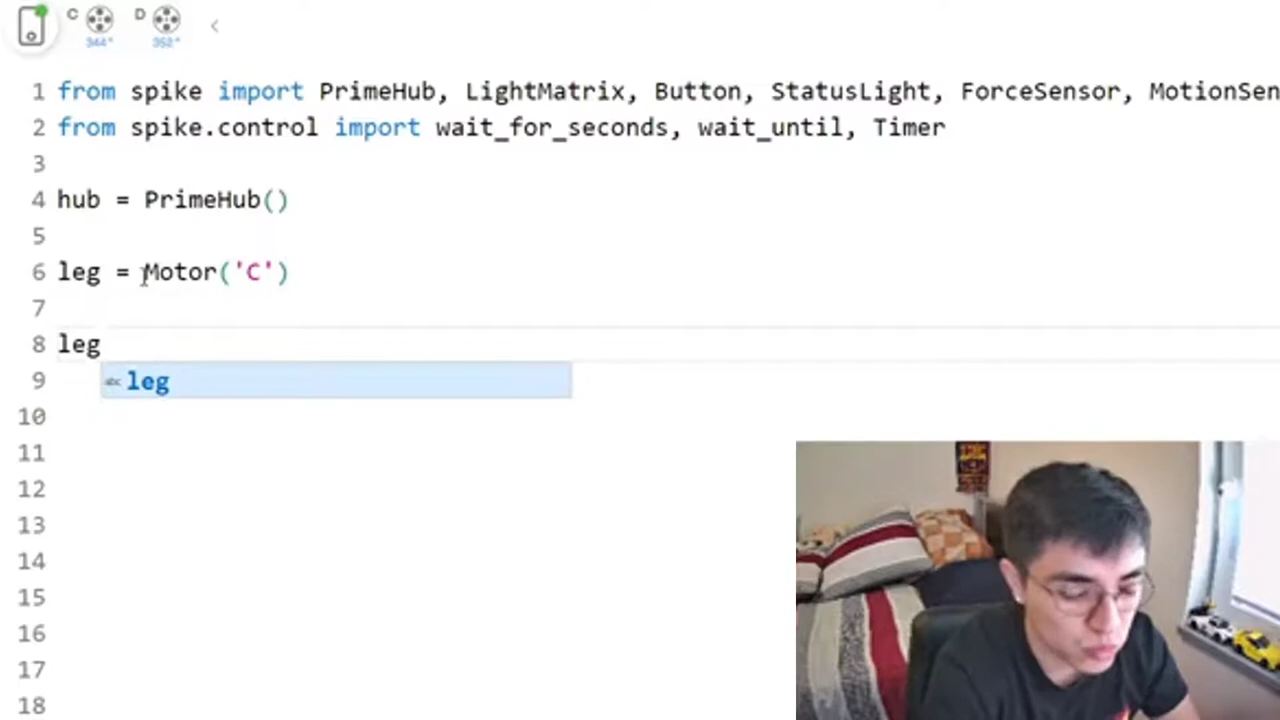 C
D
344°
352°
1 from spike import PrimeHub, LightMatrix, Button, StatusLight, ForceSensor, MotionSen
2 from spike.control import wait_for_seconds, wait_until, Timer
3
4 hub = PrimeHub()
5
6 leg = Motor('C')
7
8 leg
9 abc leg
10
11
12
13
14
15
16
17
18